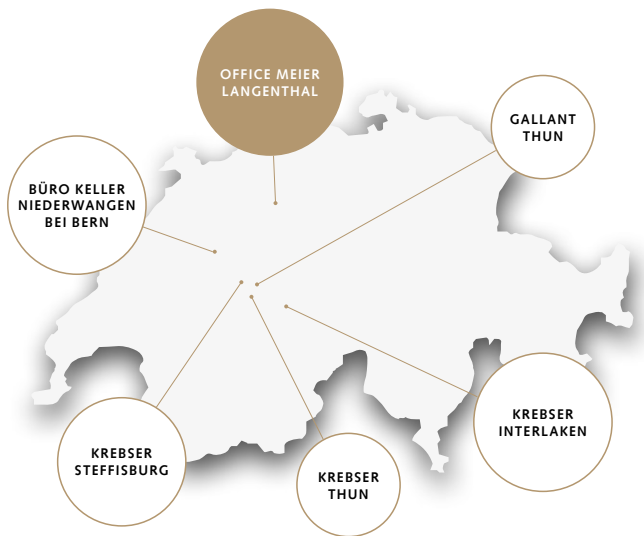 OFFICE MEIER
LANGENTHAL
GALLANT
THUN
BÜRO KELLER
NIEDERWANGEN
BEI BERN
KREBSER
INTERLAKEN
KREBSER
STEFFISBURG
KREBSER
THUN